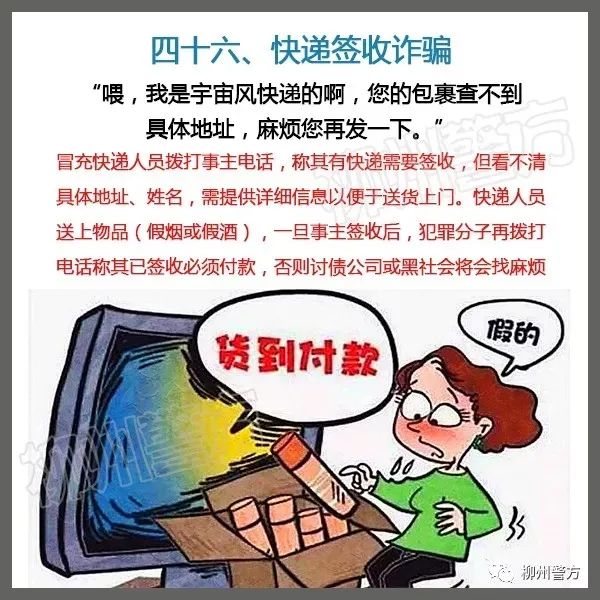 四十六、快递签收诈骗
“喂，我是宇宙风快递的啊，您的包裹查不到
具体地址，麻烦您再发一下。”
冒充快递人员拨打事主电话，称其有快递需要签收，但看不清
具体地址、姓名，需提供详细信息以便于送货上门。快递人员
送上物品（假烟或假酒），一旦事主签收后，犯罪分子再拨打
电话称其已签收必须付款，否则讨债公司或黑社会将会找麻烦
货到付款
假的
柳州警方
柳州警方
柳州警方